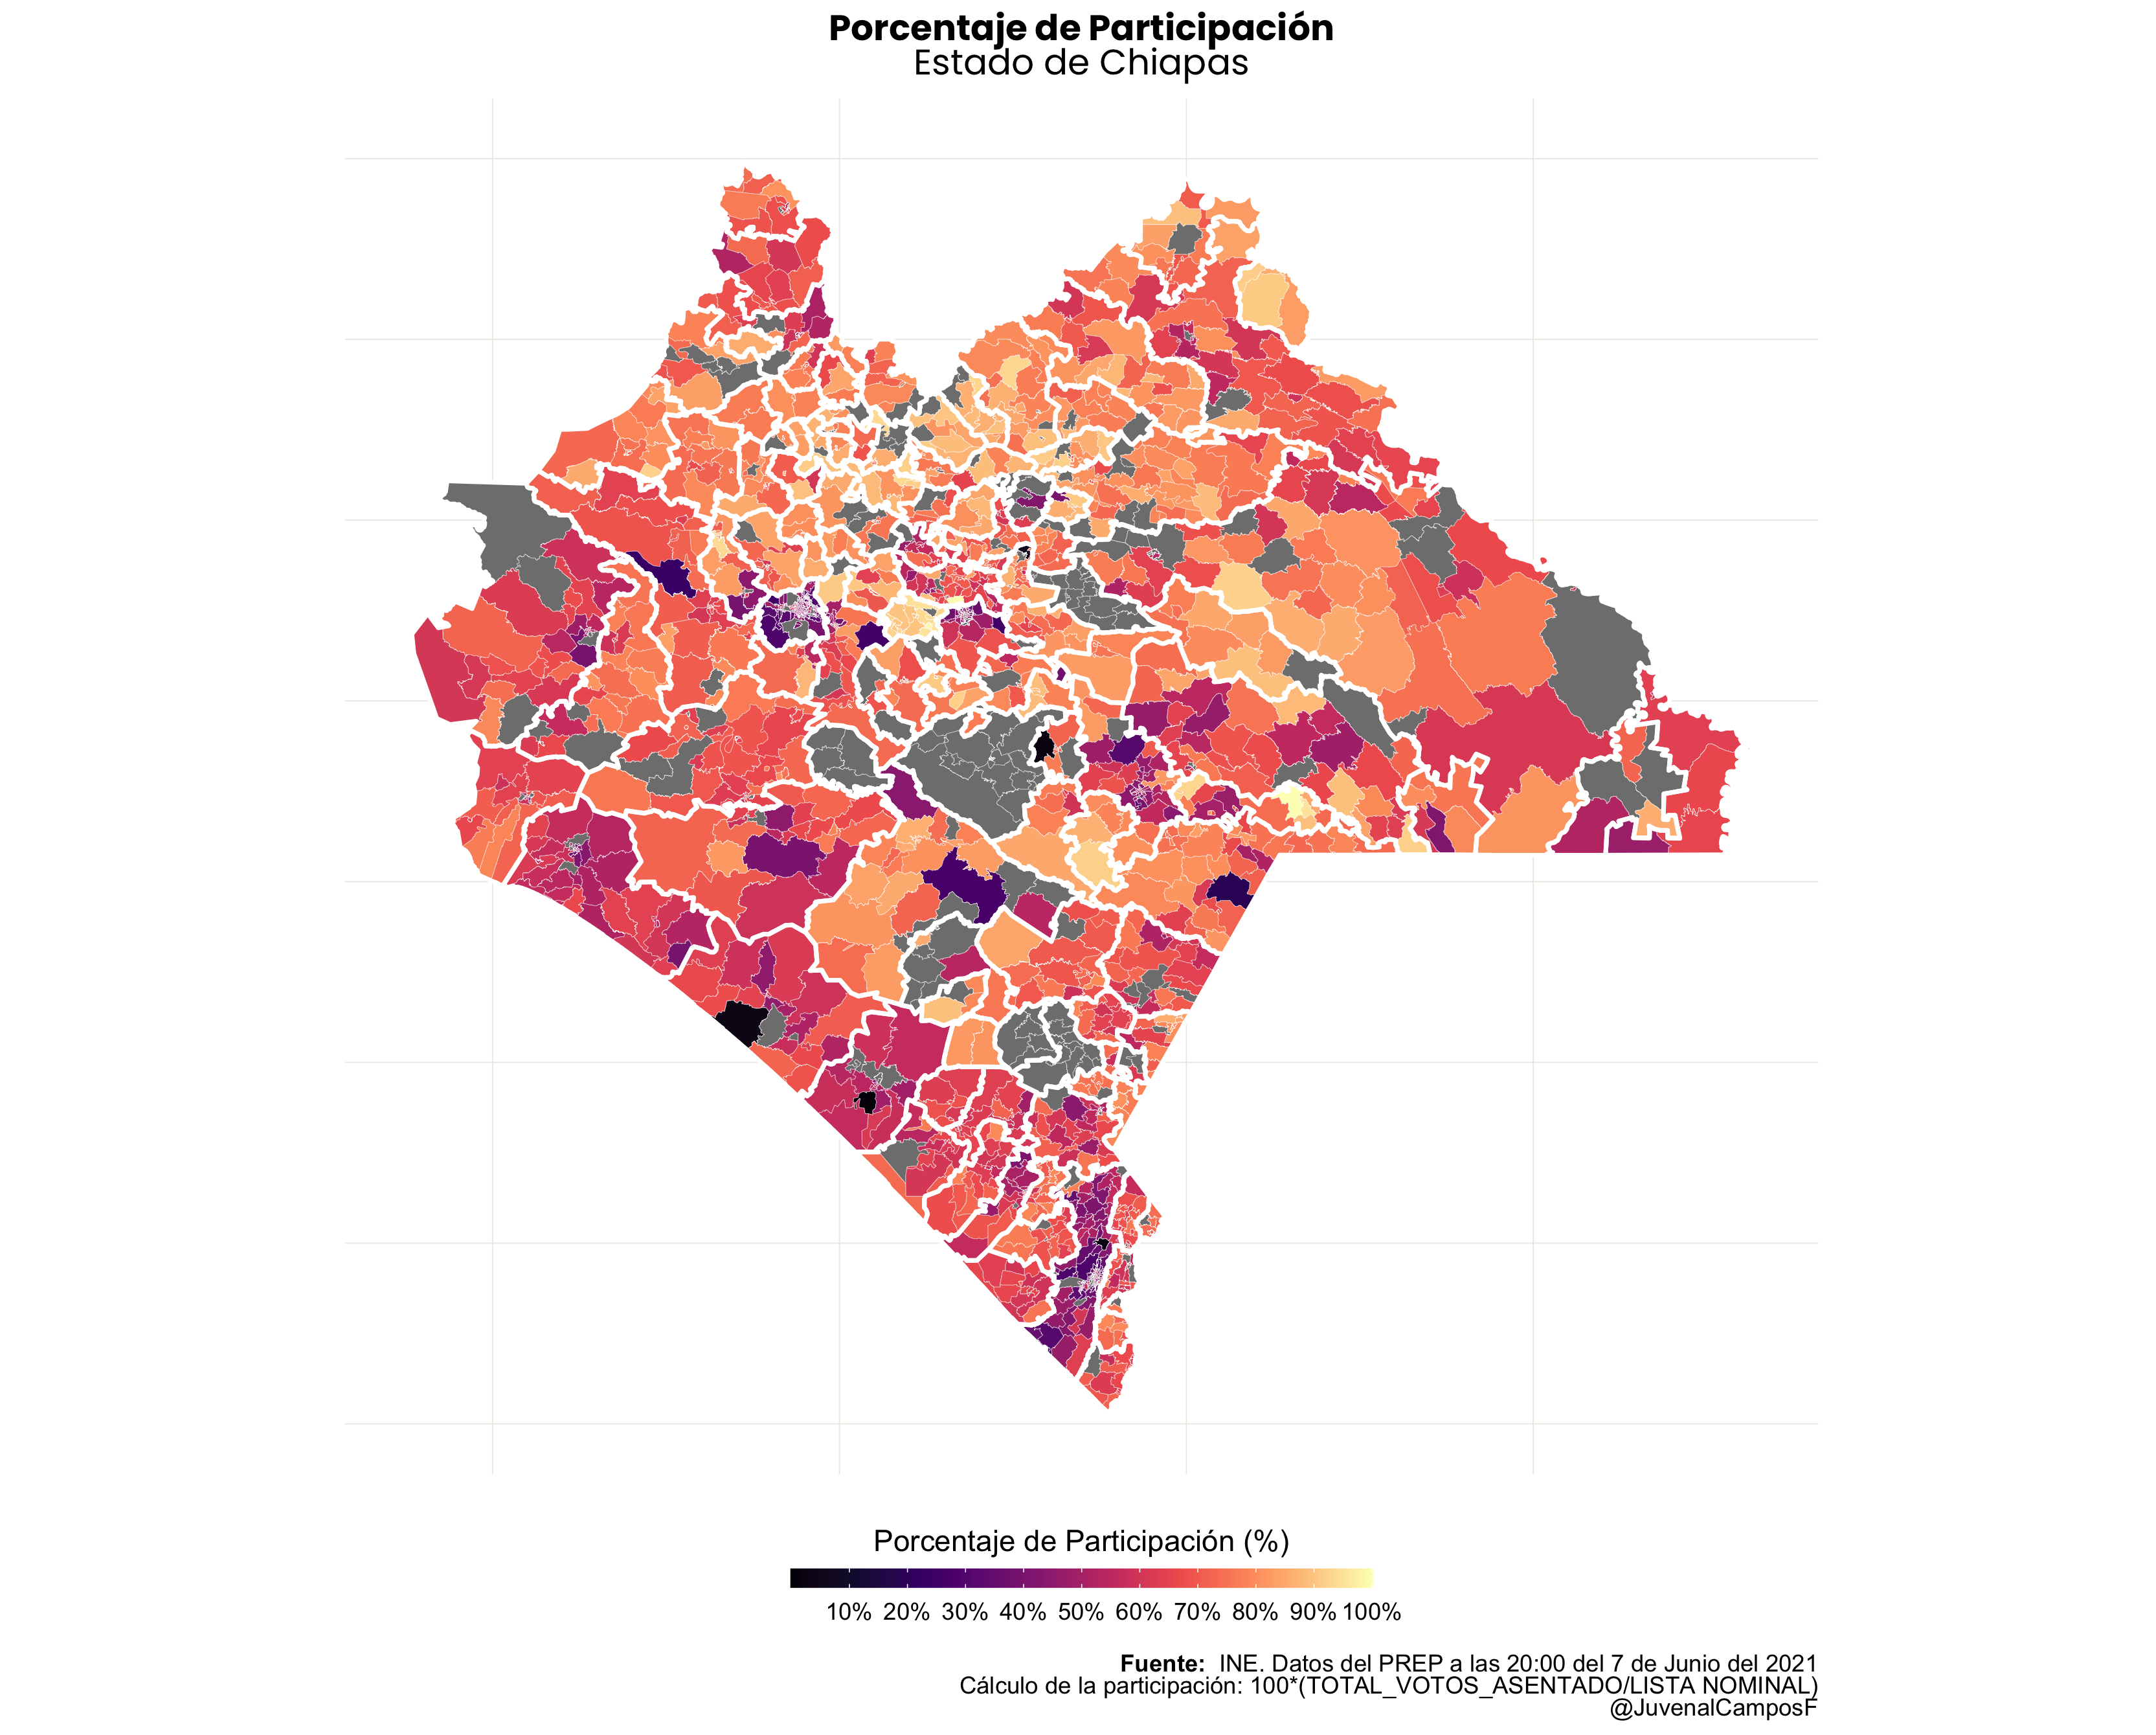 Porcentaje de Participación
Estado de Chiapas
Porcentaje de Participación (%)
10% 20% 30% 40% 50% 60% 70% 80% 90% 100%
Fuente: INE. Datos del PREP a las 20:00 del 7 de Junio del 2021
Cálculo de la participación: 100*(TOTAL_VOTOS_ASENTADO/LISTA NOMINAL)
@JuvenalCamposF